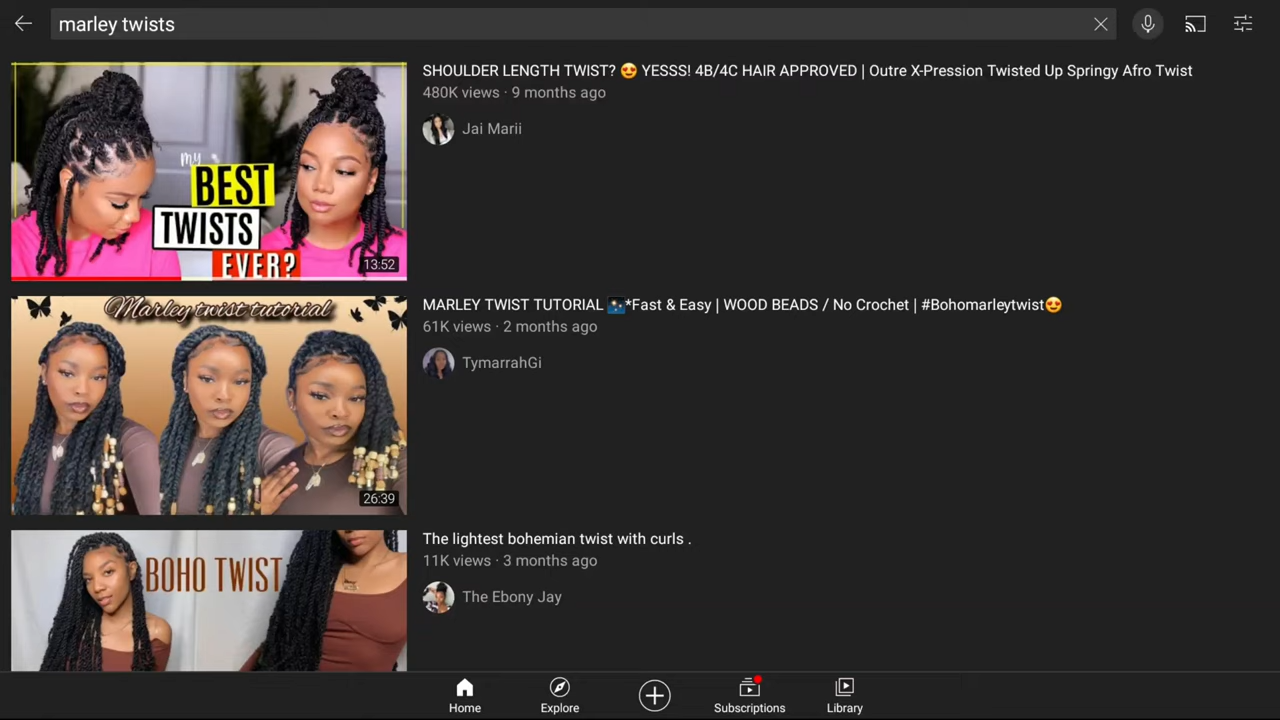 marley twists
SHOULDER LENGTH TWIST? 😍 YESSS! 4B/4C HAIR APPROVED | Outre X-Pression Twisted Up Springy Afro Twist
480K views · 9 months ago
Jai Marii
my
BEST
TWISTS
EVER?
13:52
MARLEY TWIST TUTORIAL 🌠*Fast & Easy | WOOD BEADS / No Crochet | #Bohomarleytwist😍
61K views · 2 months ago
TymarrahGi
Marley twist tutorial
26:39
The lightest bohemian twist with curls .
11K views · 3 months ago
The Ebony Jay
BOHO TWIST
Home
Explore
Subscriptions
Library